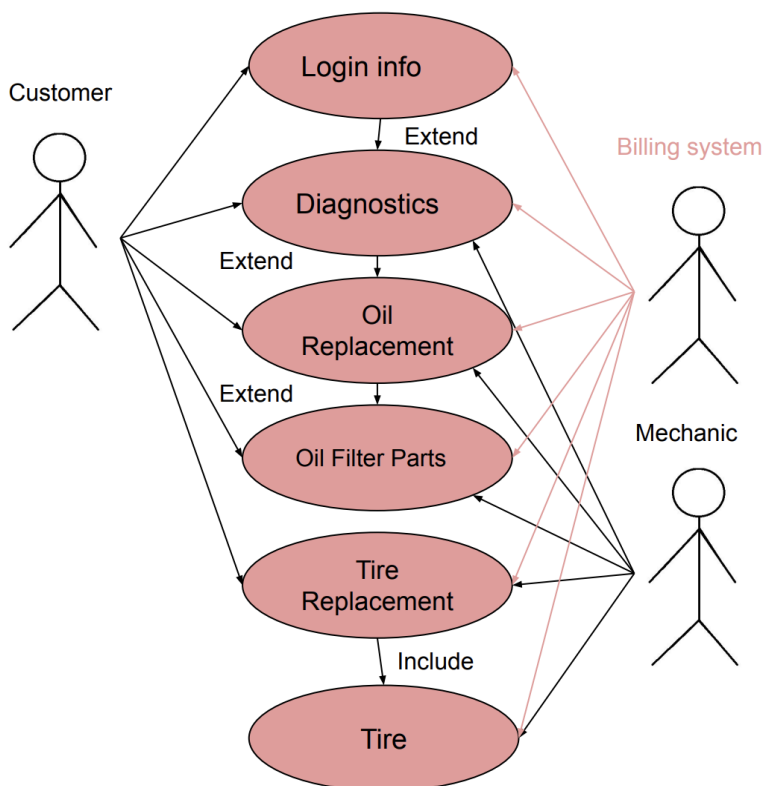 Login info
Customer
Extend
Billing system
Diagnostics
Extend
Oil
Replacement
Extend
Mechanic
Oil Filter Parts
Tire
Replacement
Include
Tire